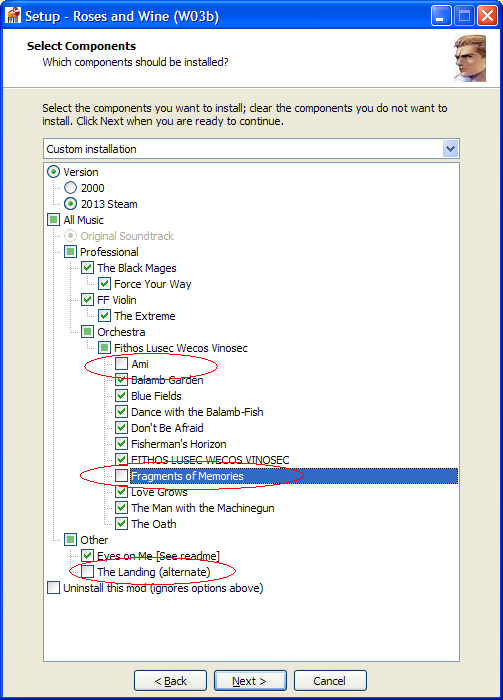 Setup - Roses and Wine (W03b)
Select Components
Which components should be installed?
Select the components you want to install; clear the components you do not want to
install. Click Next when you are ready to continue.
Custom installation
Version
2000
2013 Steam
All Music
Original Soundtrack
Professional
The Black Mages
Force Your Way
FF Violin
The Extreme
Orchestra
Fithos Lusec Wecos Vinosec
Ami
Balamb Garden
Blue Fields
Dance with the Balamb-Fish
Don't Be Afraid
Fisherman's Horizon
FITHOS LUSEC WECOS VINOSEC
Fragments of Memories
Love Grows
The Man with the Machinegun
The Oath
Other
Eyes on Me [See readme]
The Landing (alternate)
Uninstall this mod (ignores options above)
< Back Next > Cancel